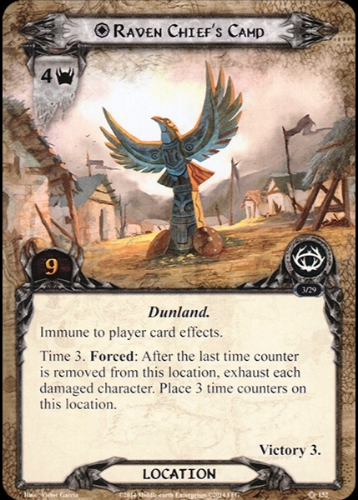 Raven Chief's Camp
4
9
3/29
Dunland.
Immune to player card effects.
Time 3. Forced: After the last time counter
is removed from this location, exhaust each
damaged character. Place 3 time counters on
this location.
Victory 3.
LOCATION
Victor Garcia